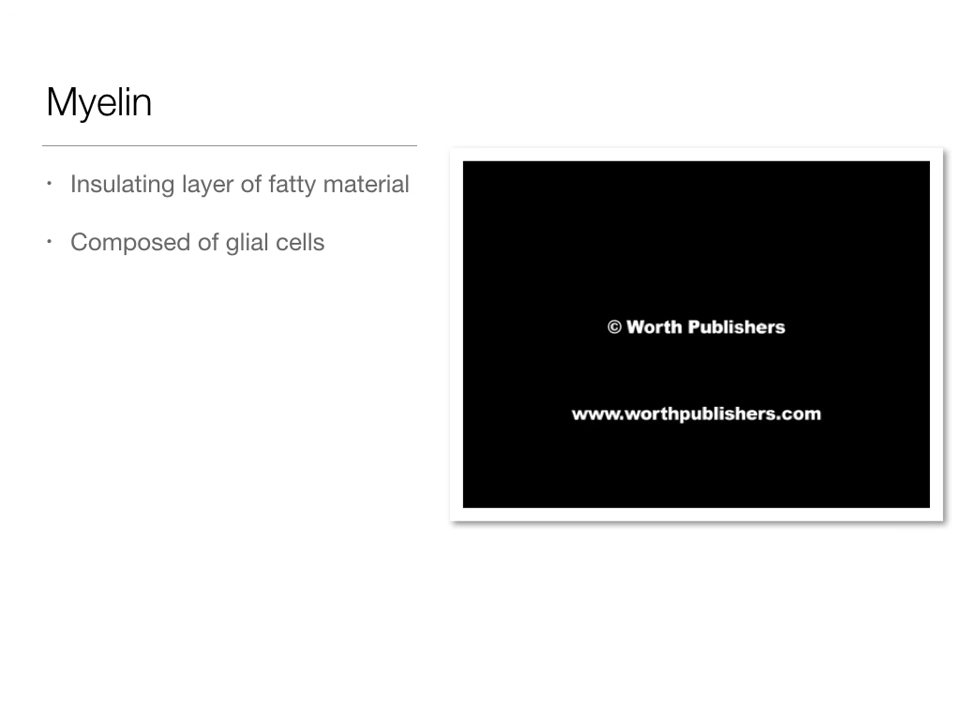 Myelin
• Insulating layer of fatty material
• Composed of glial cells
© Worth Publishers
www.worthpublishers.com